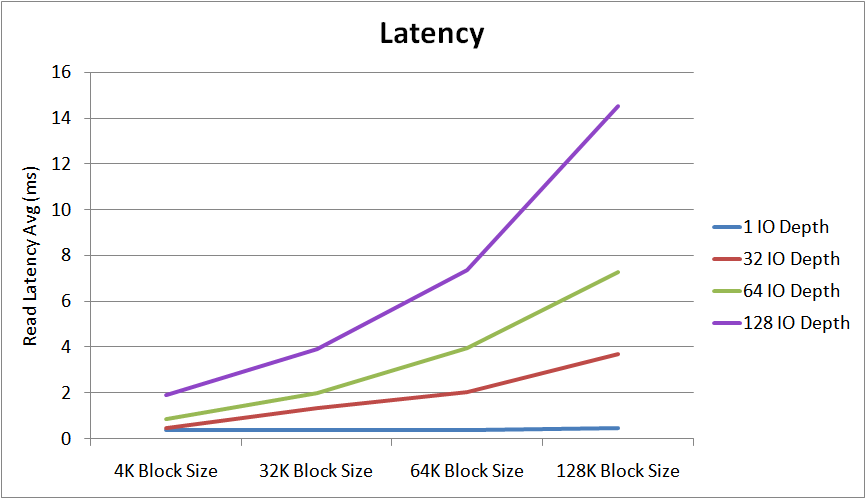 Latency
16
14
12
10
8
6
4
2
0
Read Latency Avg (ms)
4K Block Size
32K Block Size
64K Block Size
128K Block Size
1 IO Depth
32 IO Depth
64 IO Depth
128 IO Depth